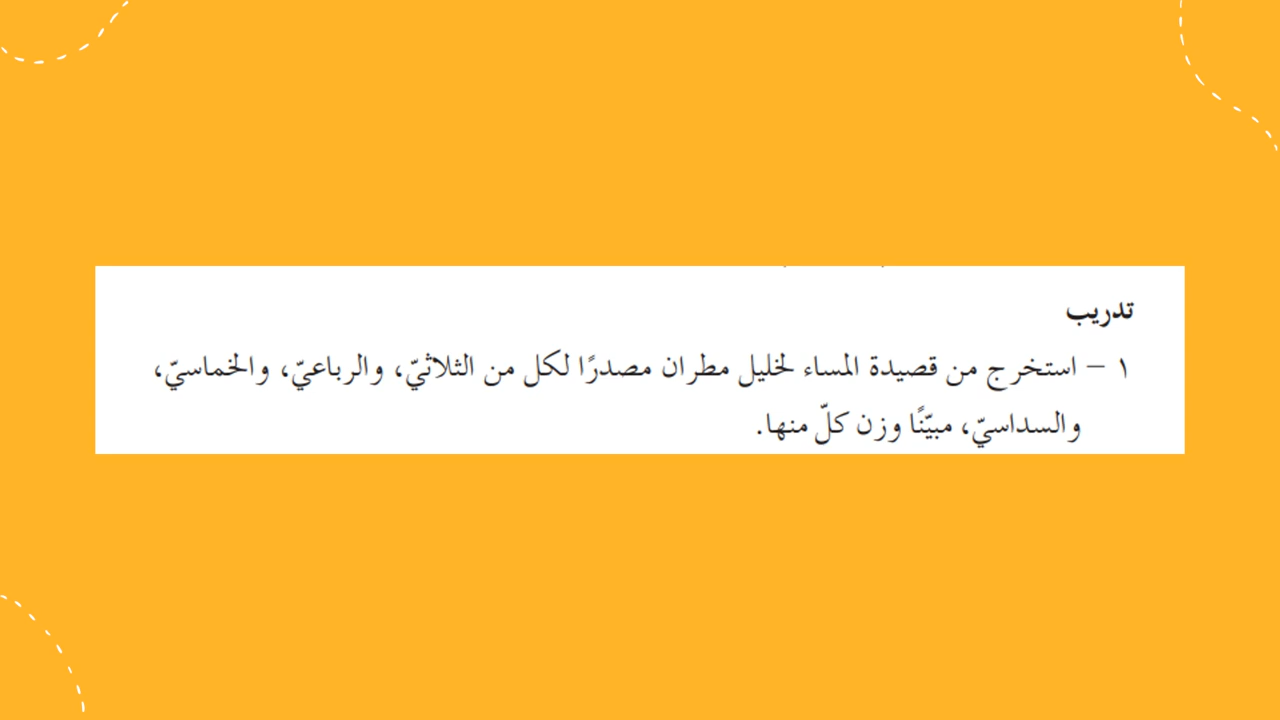 تدريب
١ – استخرج من قصيدة المساء لخليل مطران مصدرًا لكل من الثلاثيّ، والرباعيّ، والخماسيّ،
والسداسيّ، مبيّنًا وزن كلّ منها.